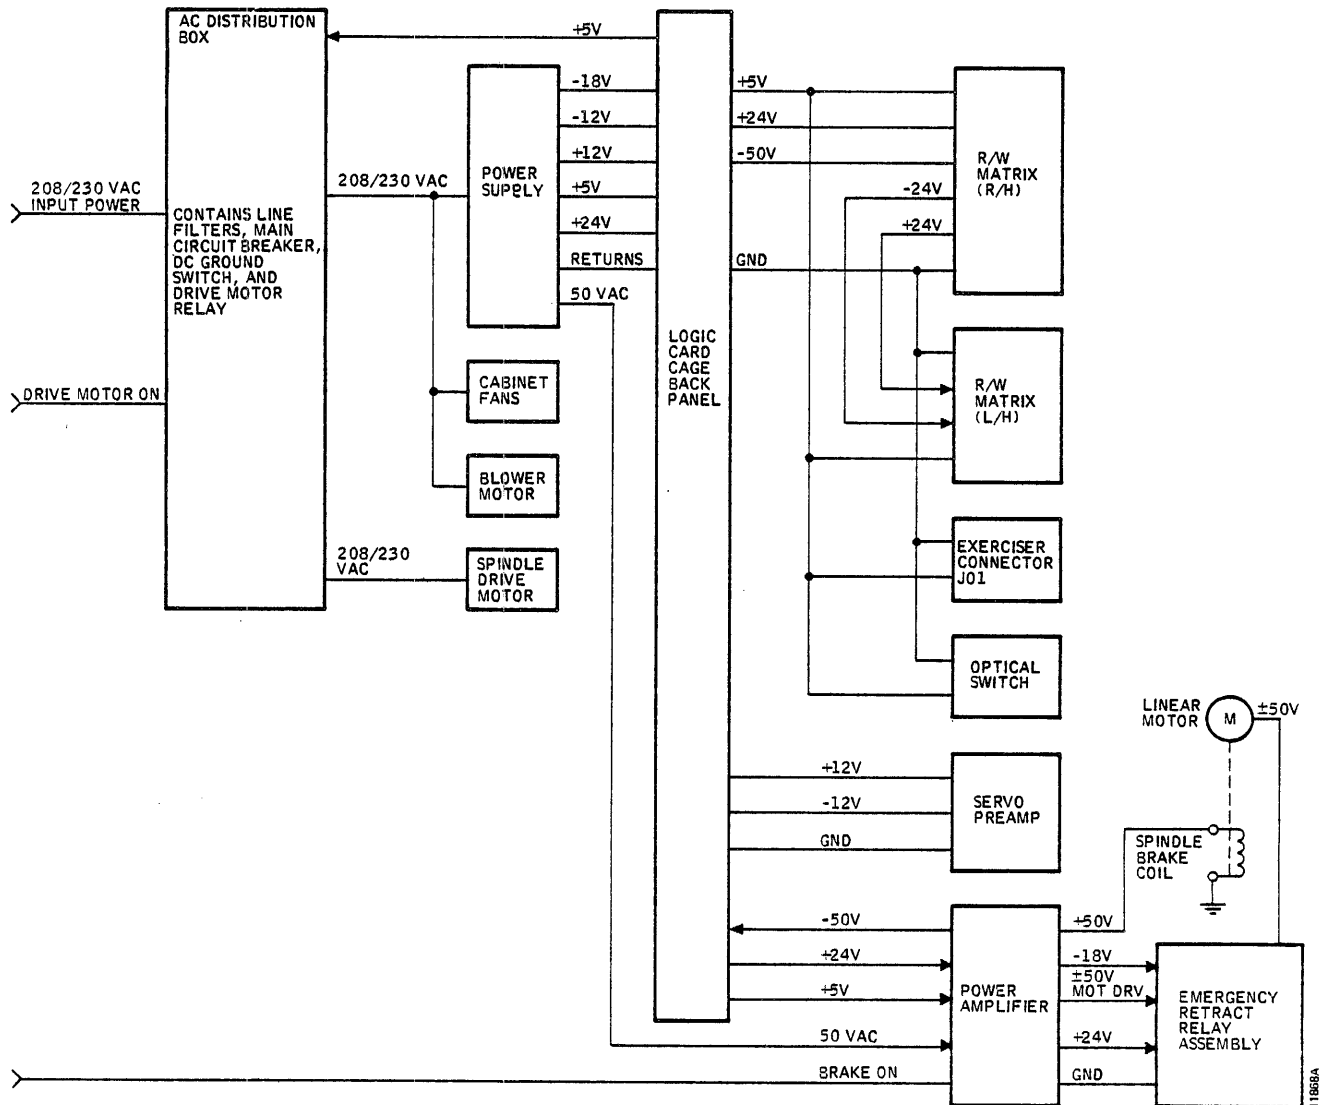 AC DISTRIBUTION
BOX
208/230 VAC
INPUT POWER
CONTAINS LINE
FILTERS, MAIN
CIRCUIT BREAKER,
DC GROUND
SWITCH, AND
DRIVE MOTOR
RELAY
DRIVE MOTOR ON
208/230 VAC
208/230
VAC
POWER
SUPPLY
CABINET
FANS
BLOWER
MOTOR
SPINDLE
DRIVE
MOTOR
+5V
-18V
-12V
+12V
+5V
+24V
RETURNS
50 VAC
LOGIC
CARD
CAGE
BACK
PANEL
+5V
+24V
-50V
-24V
+24V
GND
R/W
MATRIX
(R/H)
R/W
MATRIX
(L/H)
EXERCISER
CONNECTOR
J01
OPTICAL
SWITCH
+12V
-12V
GND
SERVO
PREAMP
LINEAR
MOTOR
M
±50V
SPINDLE
BRAKE
COIL
-50V
+24V
+5V
50 VAC
BRAKE ON
POWER
AMPLIFIER
+50V
-18V
±50V
MOT DRV
+24V
GND
EMERGENCY
RETRACT
RELAY
ASSEMBLY
11868A